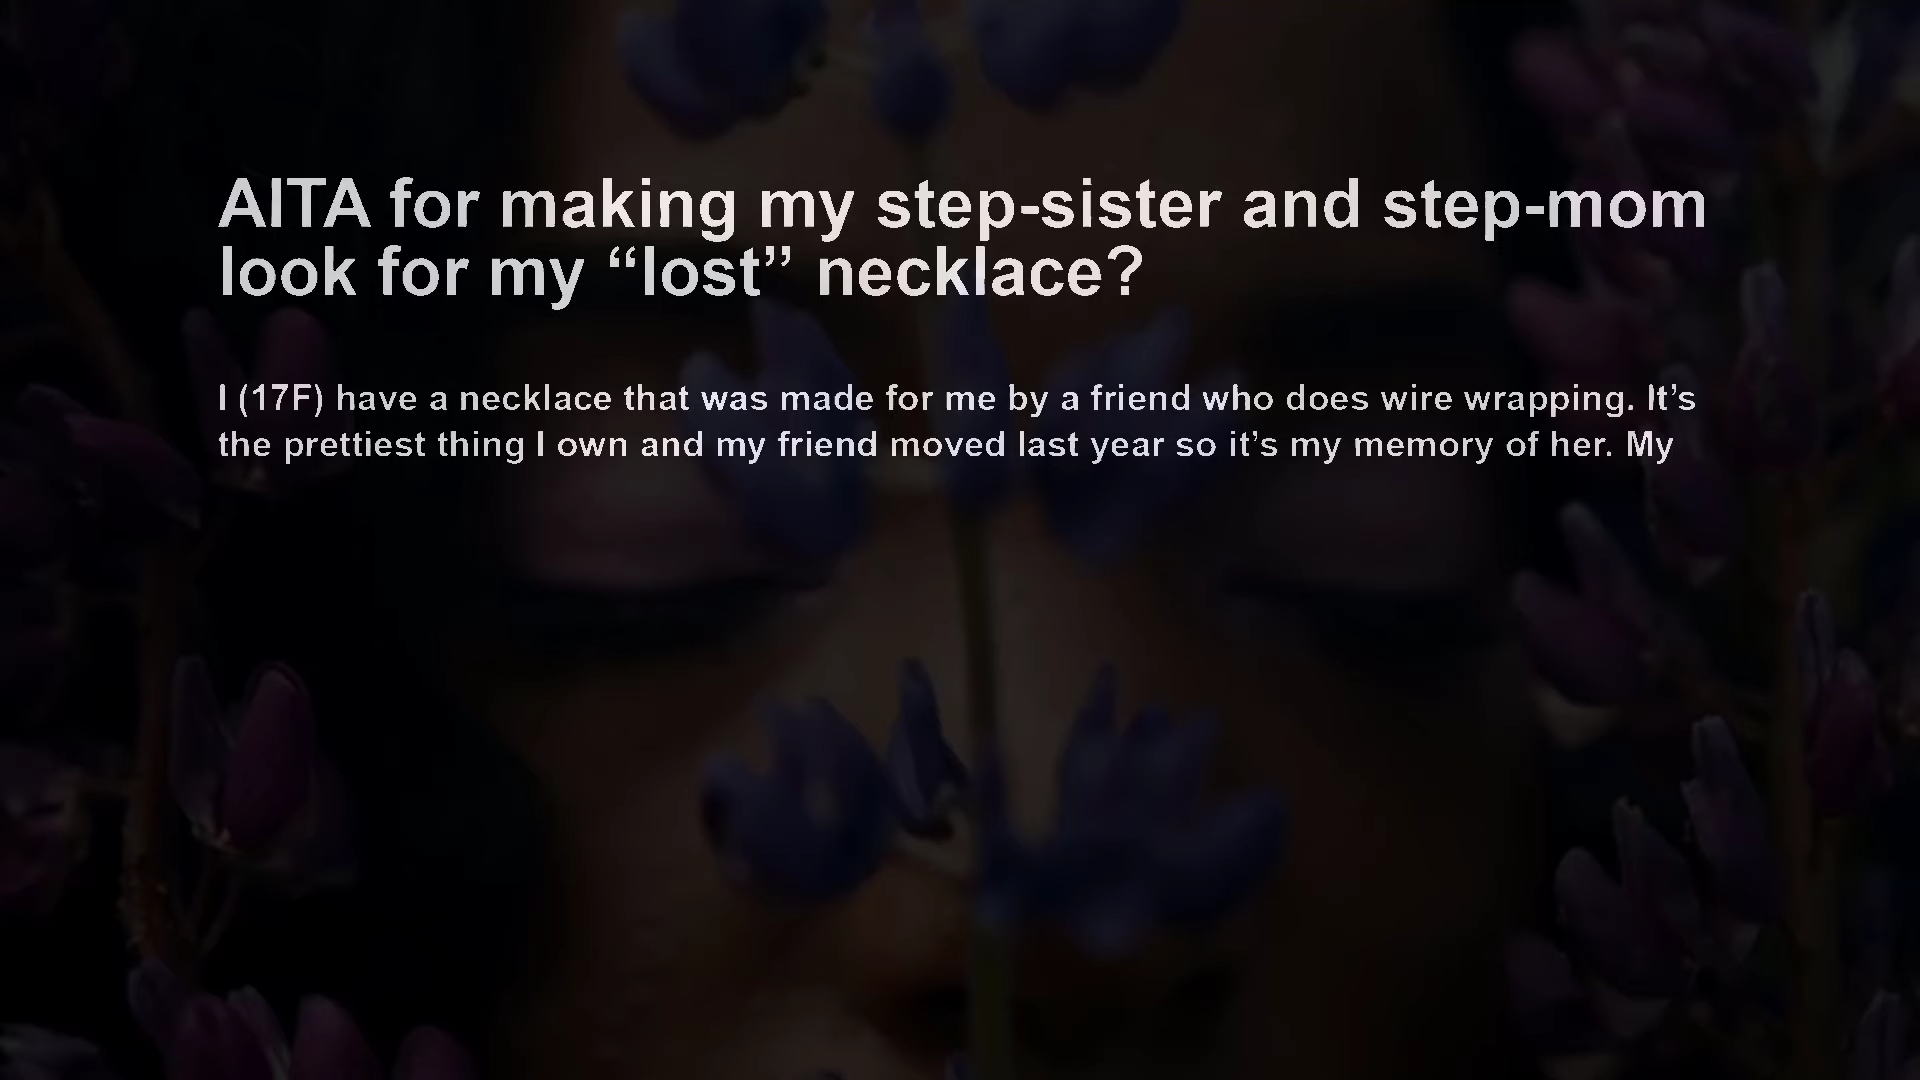 AITA for making my step-sister and step-mom
look for my “lost” necklace?
I (17F) have a necklace that was made for me by a friend who does wire wrapping. It’s
the prettiest thing I own and my friend moved last year so it’s my memory of her. My